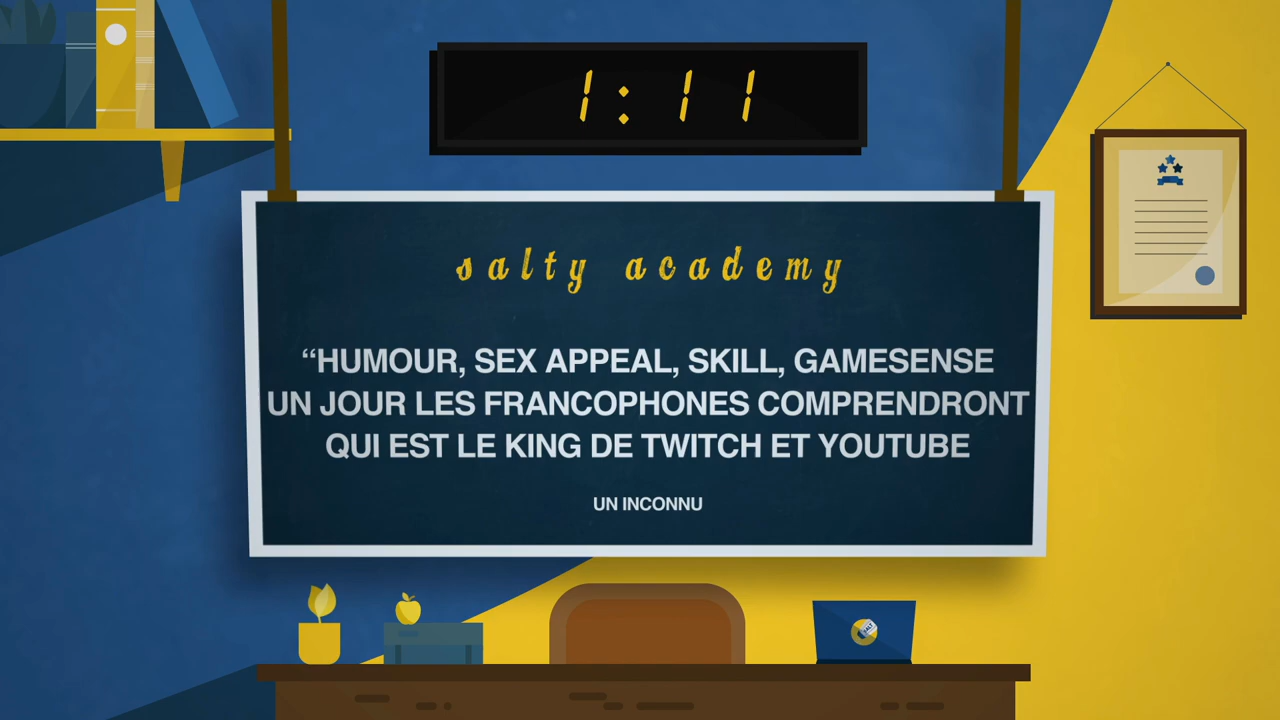 1:11
salty academy
“HUMOUR, SEX APPEAL, SKILL, GAMESENSE
UN JOUR LES FRANCOPHONES COMPRENDRONT
QUI EST LE KING DE TWITCH ET YOUTUBE
UN INCONNU